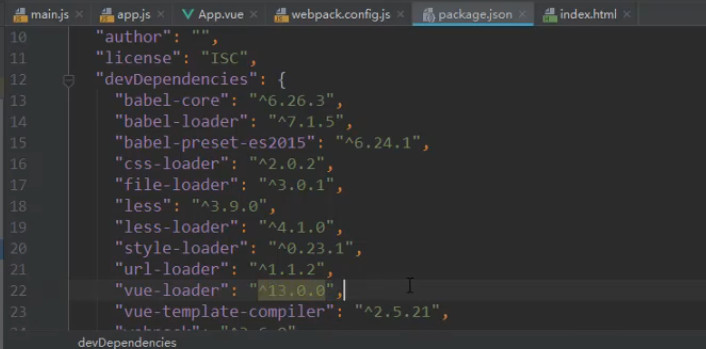 main.js × app.js × App.vue × webpack.config.js × package.json × index.html ×
10 "author": "",
11 "license": "ISC",
12 "devDependencies": {
13 "babel-core": "^6.26.3",
14 "babel-loader": "^7.1.5",
15 "babel-preset-es2015": "^6.24.1",
16 "css-loader": "^2.0.2",
17 "file-loader": "^3.0.1",
18 "less": "^3.9.0",
19 "less-loader": "^4.1.0",
20 "style-loader": "^0.23.1",
21 "url-loader": "^1.1.2",
22 "vue-loader": "^13.0.0",
23 "vue-template-compiler": "^2.5.21",
24
devDependencies